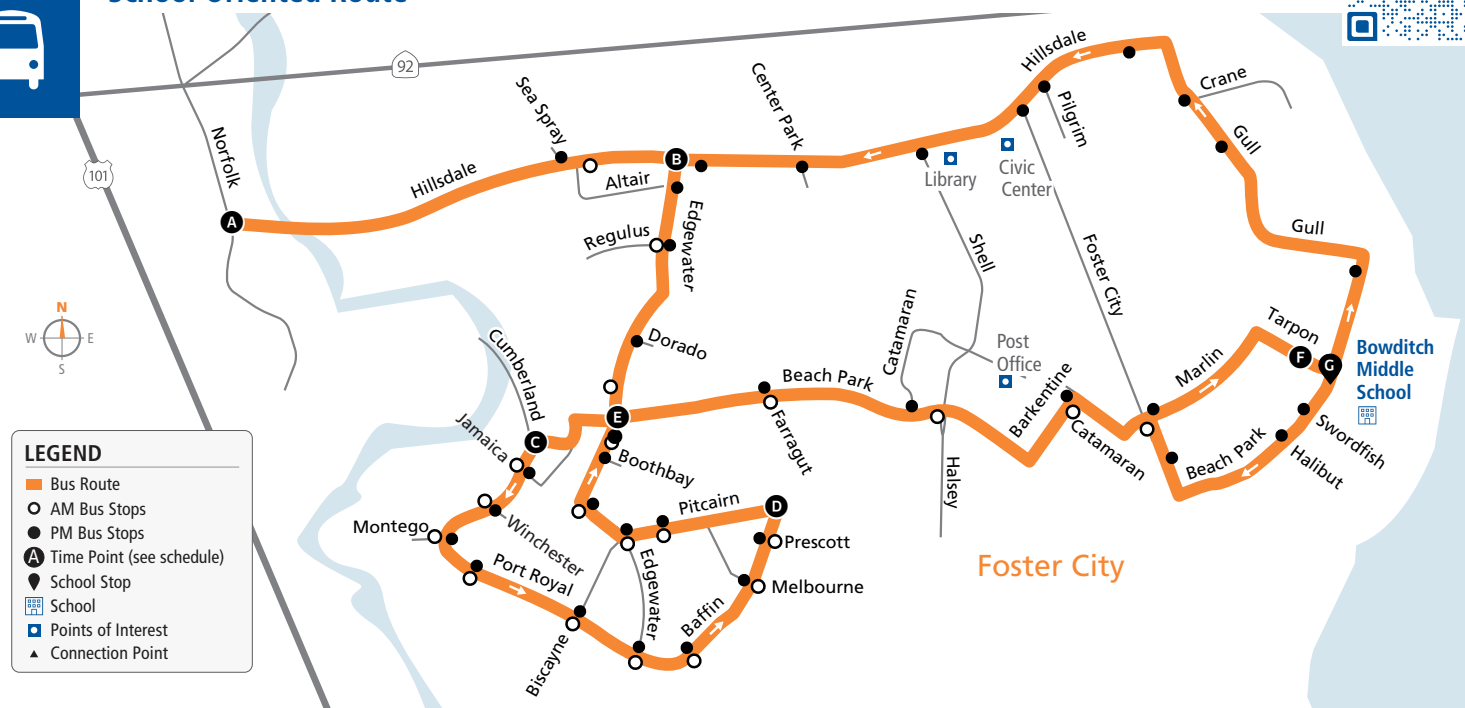 School Oriented Route
92
101
Norfolk
Sea Spray
Center Park
Hillsdale
Pilgrim
Crane
Gull
Hillsdale
Altair
B
Library
Civic
Center
A
Regulus
Edgewater
Shell
Foster City
Gull
N
W
E
S
Cumberland
Dorado
Catamaran
Post
Office
Tarpon
F
G
Bowditch
Middle
School
Marlin
Beach Park
Barkentine
Jamaica
C
E
Farragut
Catamaran
Beach Park
Swordfish
Halibut
Boothbay
Halsey
Pitcairn
D
Montego
Winchester
Prescott
Port Royal
Edgewater
Melbourne
Baffin
Biscayne
Foster City
LEGEND
Bus Route
AM Bus Stops
PM Bus Stops
A Time Point (see schedule)
School Stop
School
Points of Interest
Connection Point